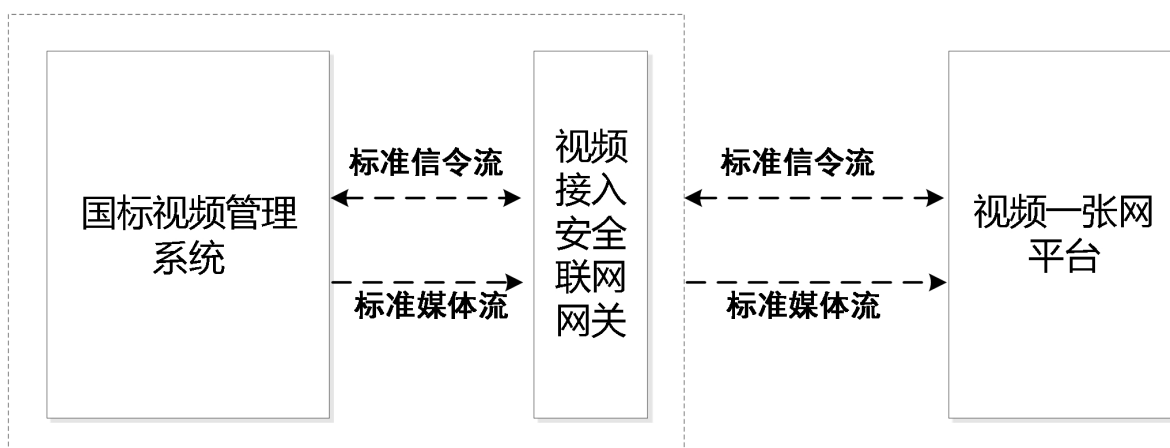 国标视频管理
系统
标准信令流
标准媒体流
视频
接入
安全
联网
网关
标准信令流
标准媒体流
视频一张网
平台